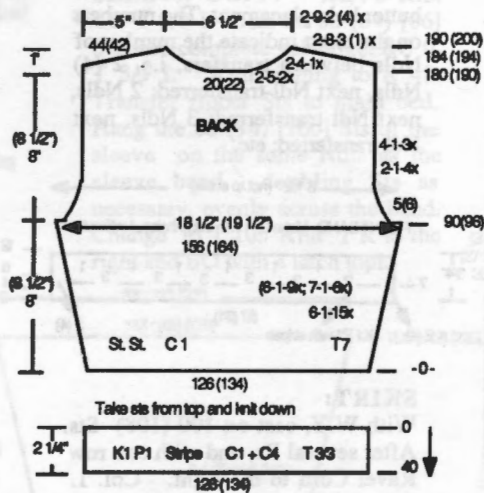 5" 6 1/2" 2-9-2 (4) x
2-8-3 (1) x
44(42) 2-4-1x 190 (200)
1" 20(22) 2-5-2x 184 (194)
180 (190)
BACK
(8 1/2")
8"
4-1-3x
2-1-4x
5(6)
18 1/2" (19 1/2") 90(96)
156 (164)
(8 1/2")
8"
(6-1-9x; 7-1-6x)
6-1-15x
St. St. C 1 T7
-0-
126 (134)
Take sts from top and knit down
0
2 1/4" K1 P1 Stripe C1 + C4 T 3/3
40
126(134)
SKIRT: